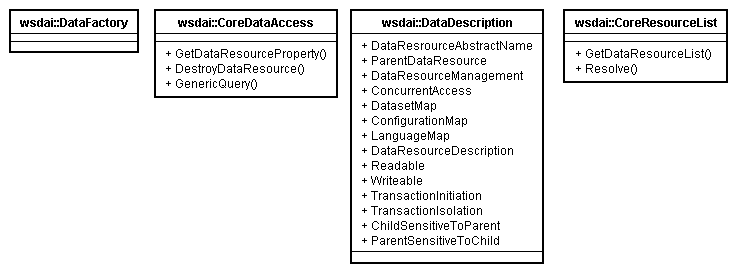 wsdai::DataFactory
wsdai::CoreDataAccess
+ GetDataResourceProperty()
+ DestroyDataResource()
+ GenericQuery()
wsdai::DataDescription
+ DataResrourceAbstractName
+ ParentDataResource
+ DataResourceManagement
+ ConcurrentAccess
+ DatasetMap
+ ConfigurationMap
+ LanguageMap
+ DataResourceDescription
+ Readable
+ Writeable
+ TransactionInitiation
+ TransactionIsolation
+ ChildSensitiveToParent
+ ParentSensitiveToChild
wsdai::CoreResourceList
+ GetDataResourceList()
+ Resolve()